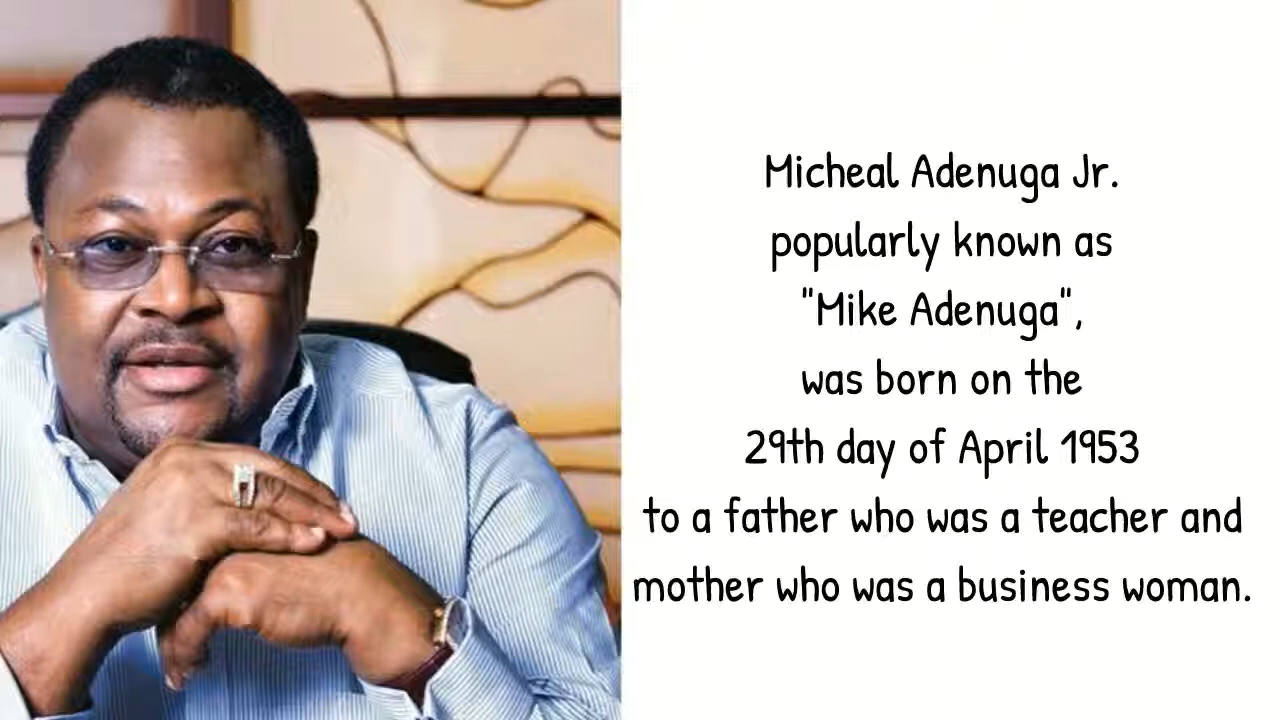 Micheal Adenuga Jr.
popularly known as
"Mike Adenuga",
was born on the
29th day of April 1953
to a father who was a teacher and
mother who was a business woman.